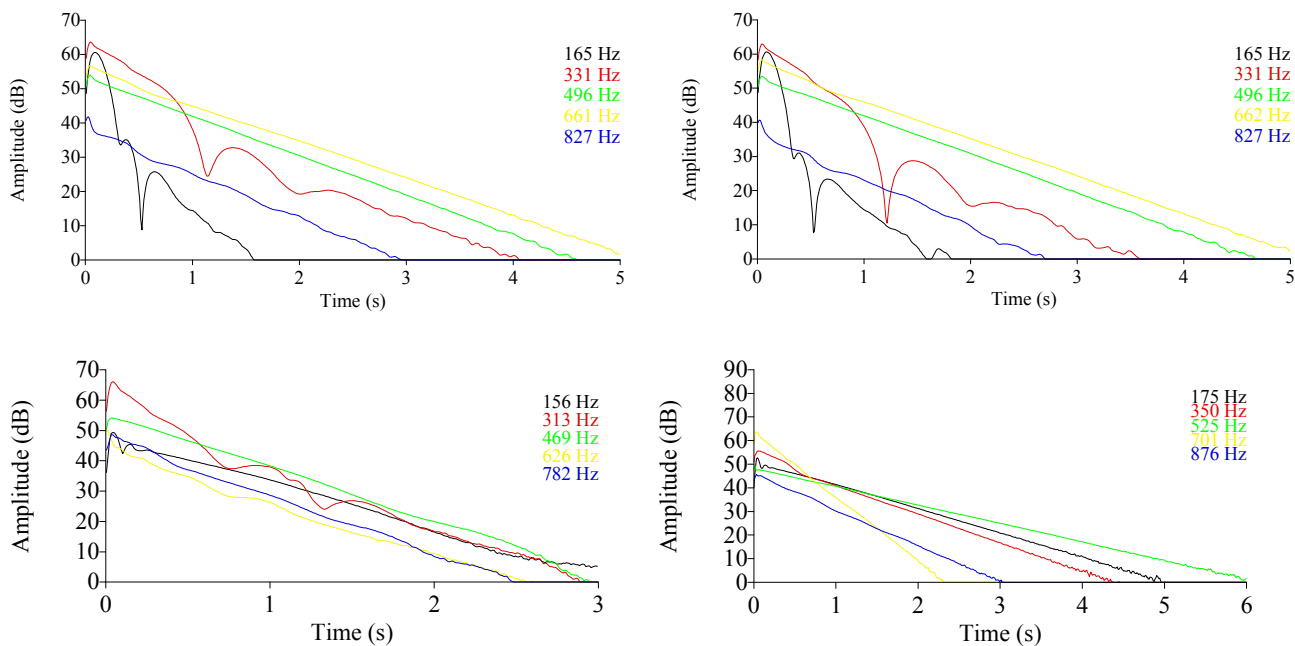 70
60
50
40
30
20
10
0
Amplitude (dB)
0 1 2 3 4 5
Time (s)
165 Hz
331 Hz
496 Hz
661 Hz
827 Hz
70
60
50
40
30
20
10
0
Amplitude (dB)
0 1 2 3 4 5
Time (s)
165 Hz
331 Hz
496 Hz
662 Hz
827 Hz
70
60
50
40
30
20
10
0
Amplitude (dB)
0 1 2 3
Time (s)
156 Hz
313 Hz
469 Hz
626 Hz
782 Hz
90
80
70
60
50
40
30
20
10
0
Amplitude (dB)
0 1 2 3 4 5 6
Time (s)
175 Hz
350 Hz
525 Hz
701 Hz
876 Hz